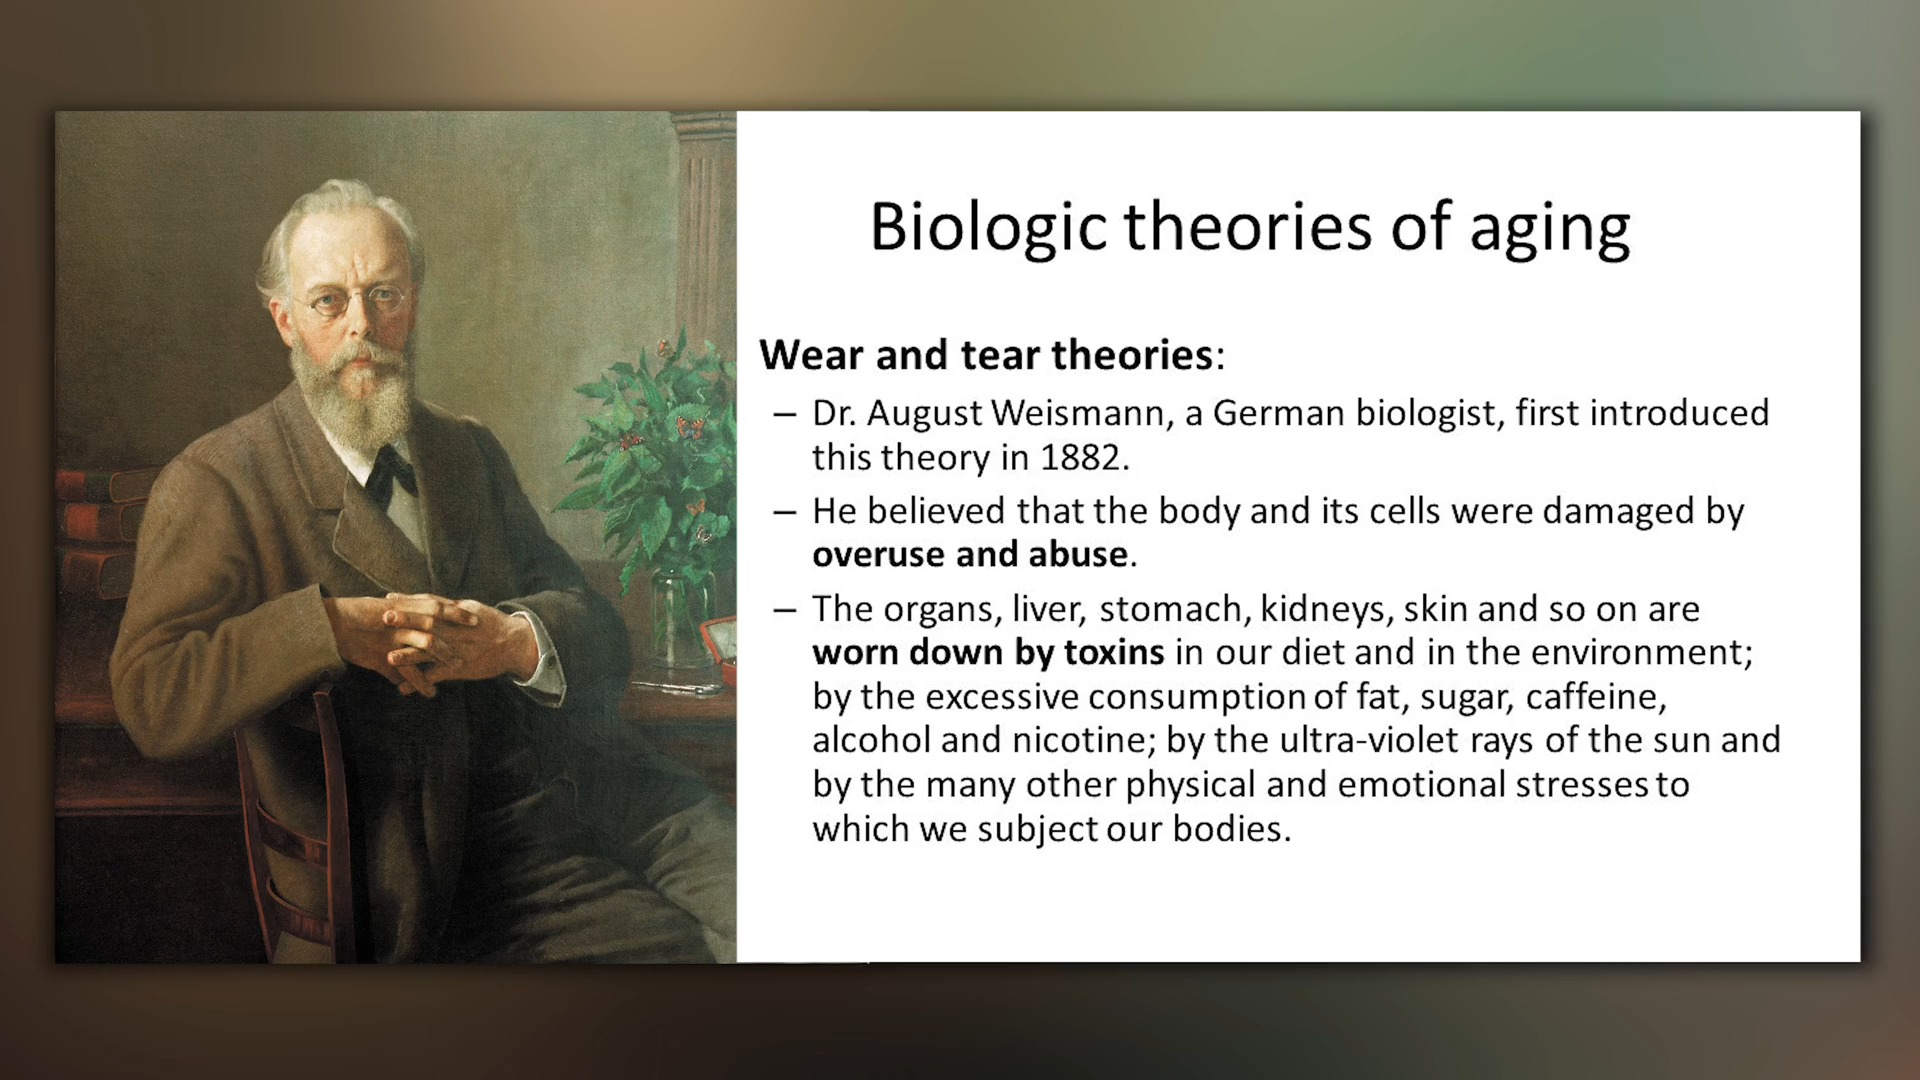 Biologic theories of aging
Wear and tear theories:
– Dr. August Weismann, a German biologist, first introduced
this theory in 1882.
– He believed that the body and its cells were damaged by
overuse and abuse.
– The organs, liver, stomach, kidneys, skin and so on are
worn down by toxins in our diet and in the environment;
by the excessive consumption of fat, sugar, caffeine,
alcohol and nicotine; by the ultra-violet rays of the sun and
by the many other physical and emotional stresses to
which we subject our bodies.